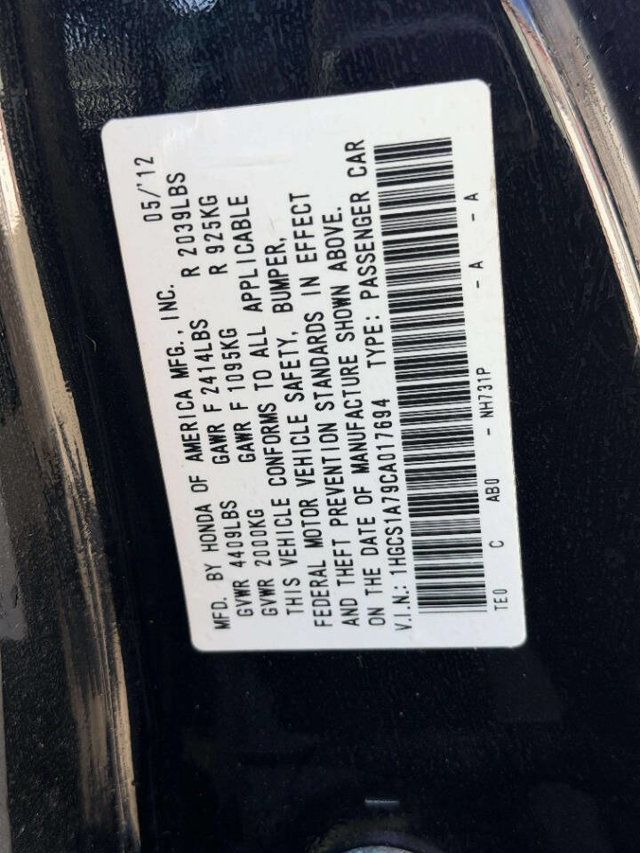 MFD. BY HONDA OF AMERICA MFG., INC. 05/'12
GVWR 4409LBS GAWR F 2414LBS R 2039LBS
GVWR 2000KG GAWR F 1095KG R 925KG
THIS VEHICLE CONFORMS TO ALL APPLICABLE
FEDERAL MOTOR VEHICLE SAFETY, BUMPER,
AND THEFT PREVENTION STANDARDS IN EFFECT
ON THE DATE OF MANUFACTURE SHOWN ABOVE.
V.I.N.: 1HGCS1A79CA017694 TYPE: PASSENGER CAR
TE0 C AB0 - NH731P - A - A